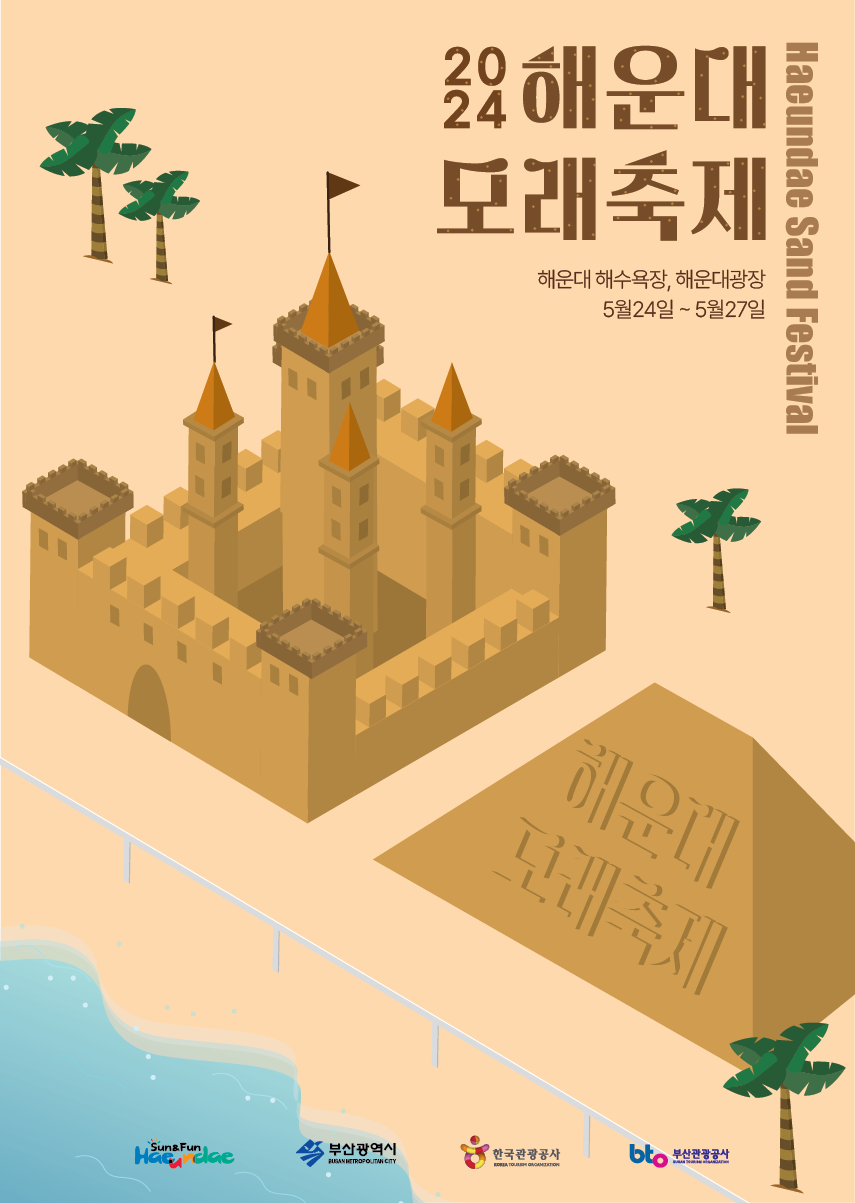 2024 해운대
모래축제
Haeundae Sand Festival
해운대 해수욕장, 해운대광장
5월24일 ~ 5월27일
해운대
모래축제
Sun&Fun
Haeundae
부산광역시
BUSAN METROPOLITAN CITY
한국관광공사
KOREA TOURISM ORGANIZATION
bto 부산관광공사
BUSAN TOURISM ORGANIZATION